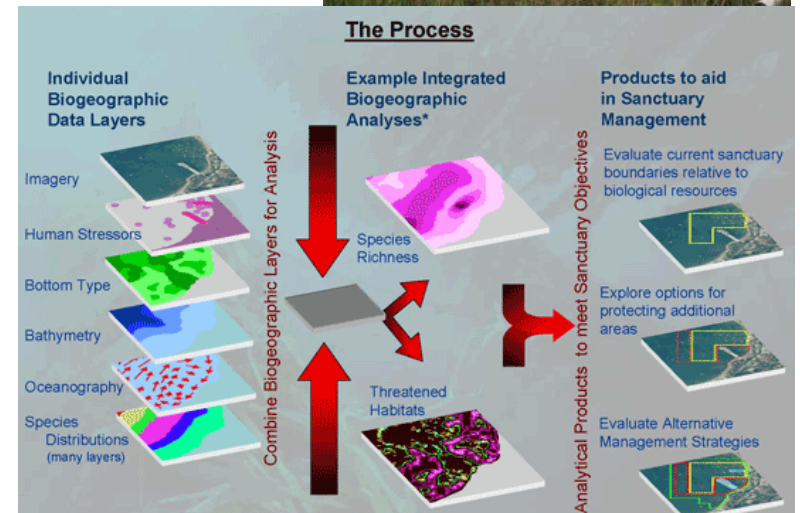 The Process
Individual
Biogeographic
Data Layers
Imagery
Human Stressors
Bottom Type
Bathymetry
Oceanography
Species
Distributions
(many layers)
Combine Biogeographic Layers for Analysis
Example Integrated
Biogeographic
Analyses*
Species
Richness
Threatened
Habitats
Analytical Products to meet Sanctuary Objectives
Products to aid
in Sanctuary
Management
Evaluate current sanctuary
boundaries relative to
biological resources
Explore options for
protecting additional
areas
Evaluate Alternative
Management Strategies